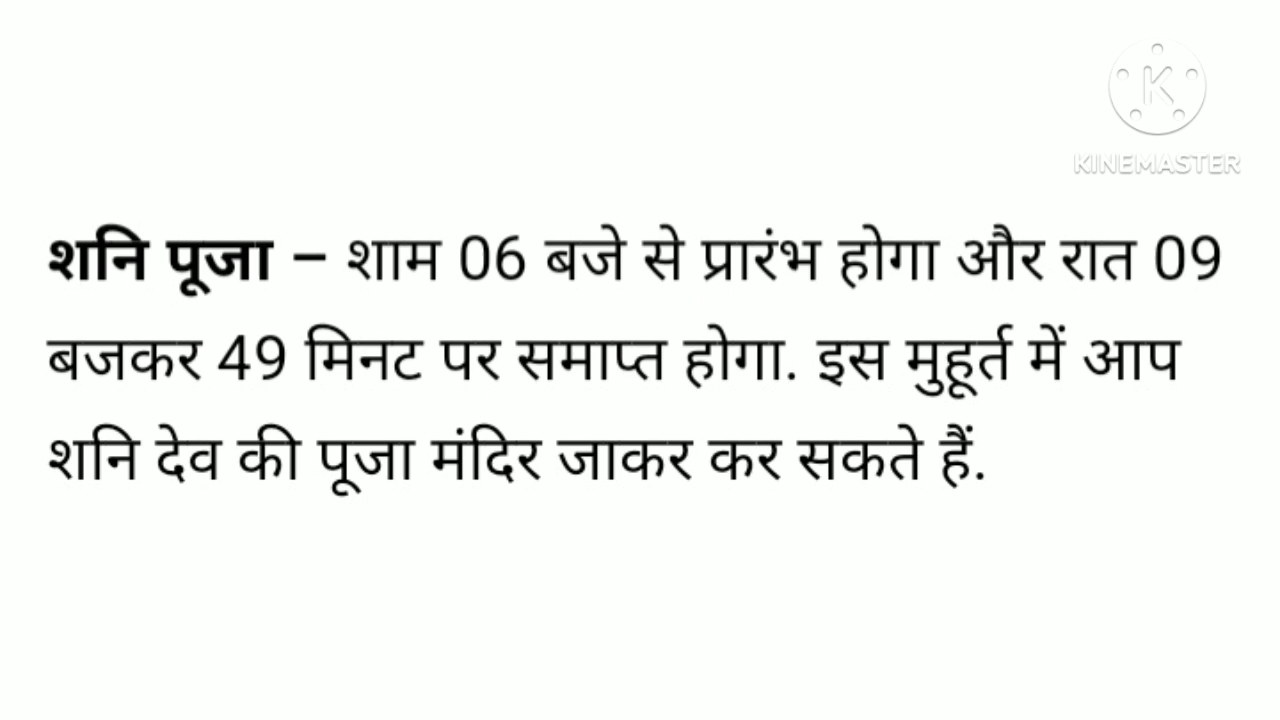 KINEMASTER
शनि पूजा – शाम 06 बजे से प्रारंभ होगा और रात 09
बजकर 49 मिनट पर समाप्त होगा. इस मुहूर्त में आप
शनि देव की पूजा मंदिर जाकर कर सकते हैं.